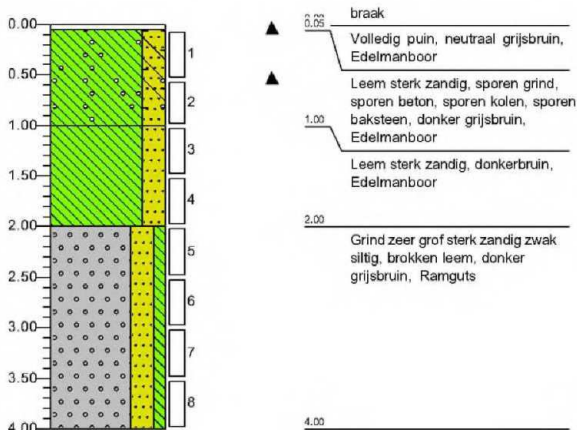 0.00
0.50
1.00
1.50
2.00
2.50
3.00
3.50
4.00
1
2
3
4
5
6
7
8
0.05
braak
Volledig puin, neutraal grijsbruin,
Edelmanboor
Leem sterk zandig, sporen grind,
sporen beton, sporen kolen, sporen
baksteen, donker grijsbruin,
Edelmanboor
1.00
Leem sterk zandig, donkerbruin,
Edelmanboor
2.00
Grind zeer grof sterk zandig zwak
siltig, brokken leem, donker
grijsbruin, Ramguts
4.00